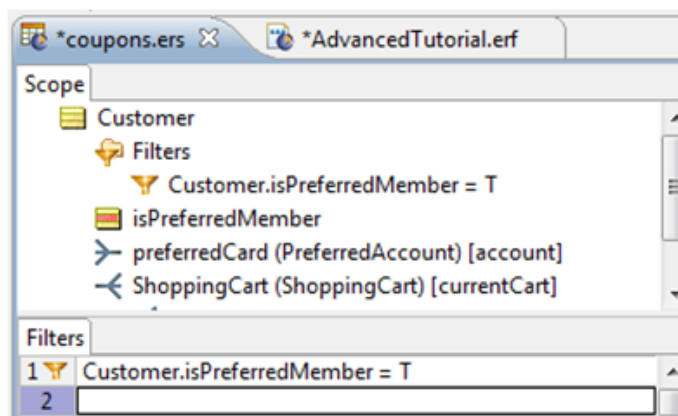 *coupons.ers *AdvancedTutorial.erf
Scope
Customer
Filters
Customer.isPreferredMember = T
isPreferredMember
preferredCard (PreferredAccount) [account]
ShoppingCart (ShoppingCart) [currentCart]
Filters
1 Customer.isPreferredMember = T
2